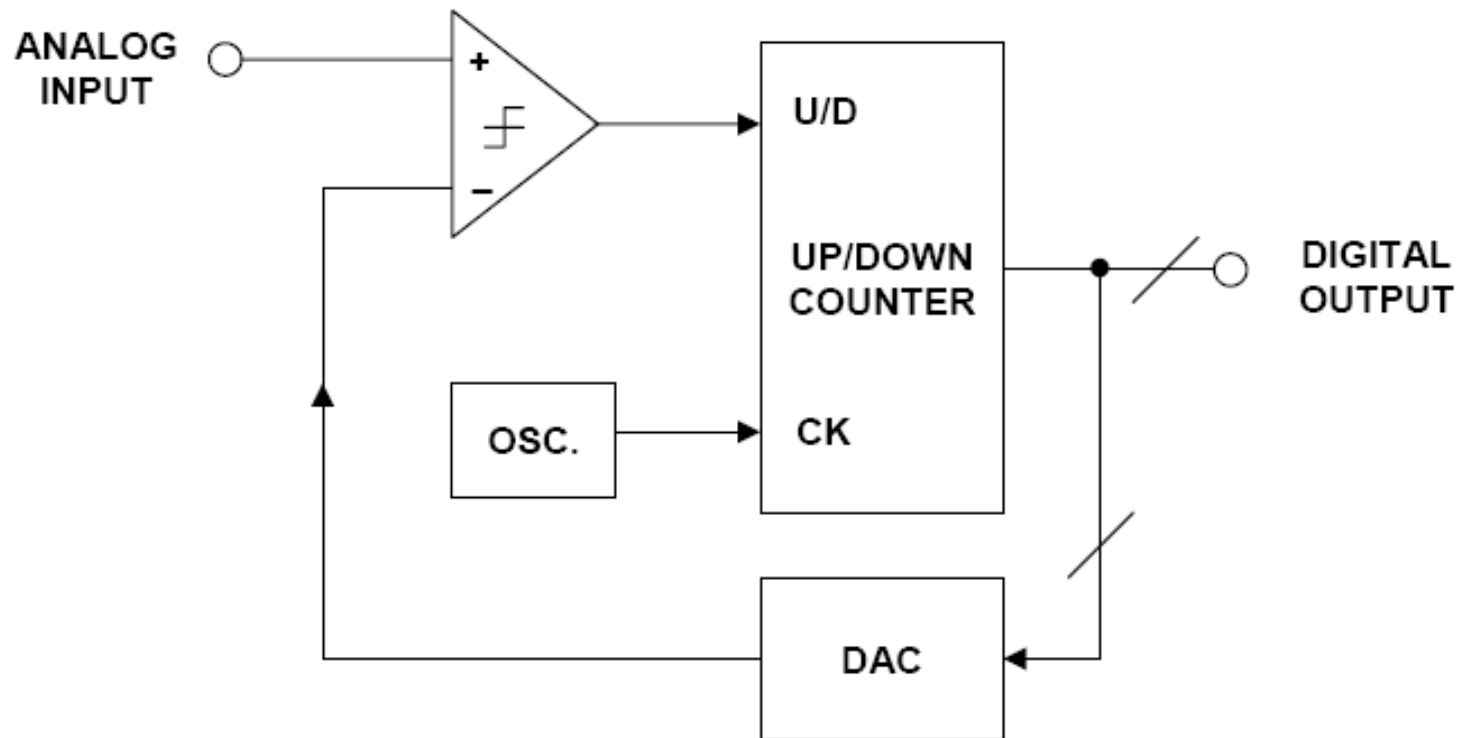 ANALOG
INPUT
+
−
U/D
UP/DOWN
COUNTER
CK
OSC.
DAC
DIGITAL
OUTPUT